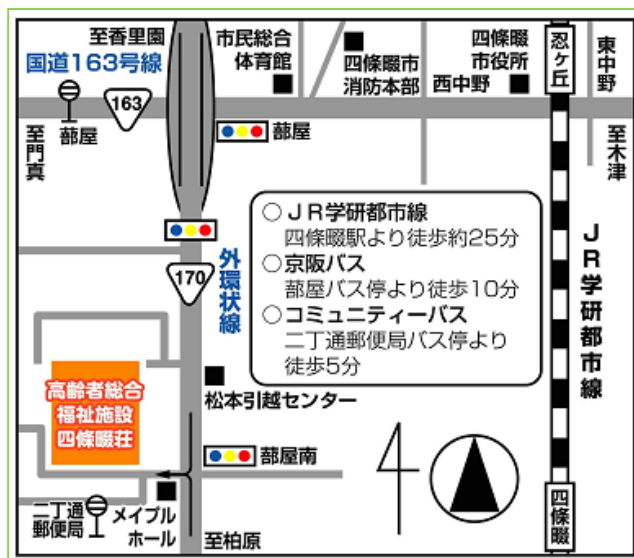 至香里園
国道163号線
163
蔀屋
至門真
市民総合
体育館
四條畷市
消防本部
四條畷
市役所
西中野
忍ヶ丘
東中野
至木津
蔀屋
○JR学研都市線
四條畷駅より徒歩約25分
○京阪バス
蔀屋バス停より徒歩10分
○コミュニティーバス
二丁通郵便局バス停より
徒歩5分
外環状線
170
JR学研都市線
高齢者総合
福祉施設
四條畷荘
松本引越センター
蔀屋南
二丁通
郵便局
メイプル
ホール
至柏原
四條畷